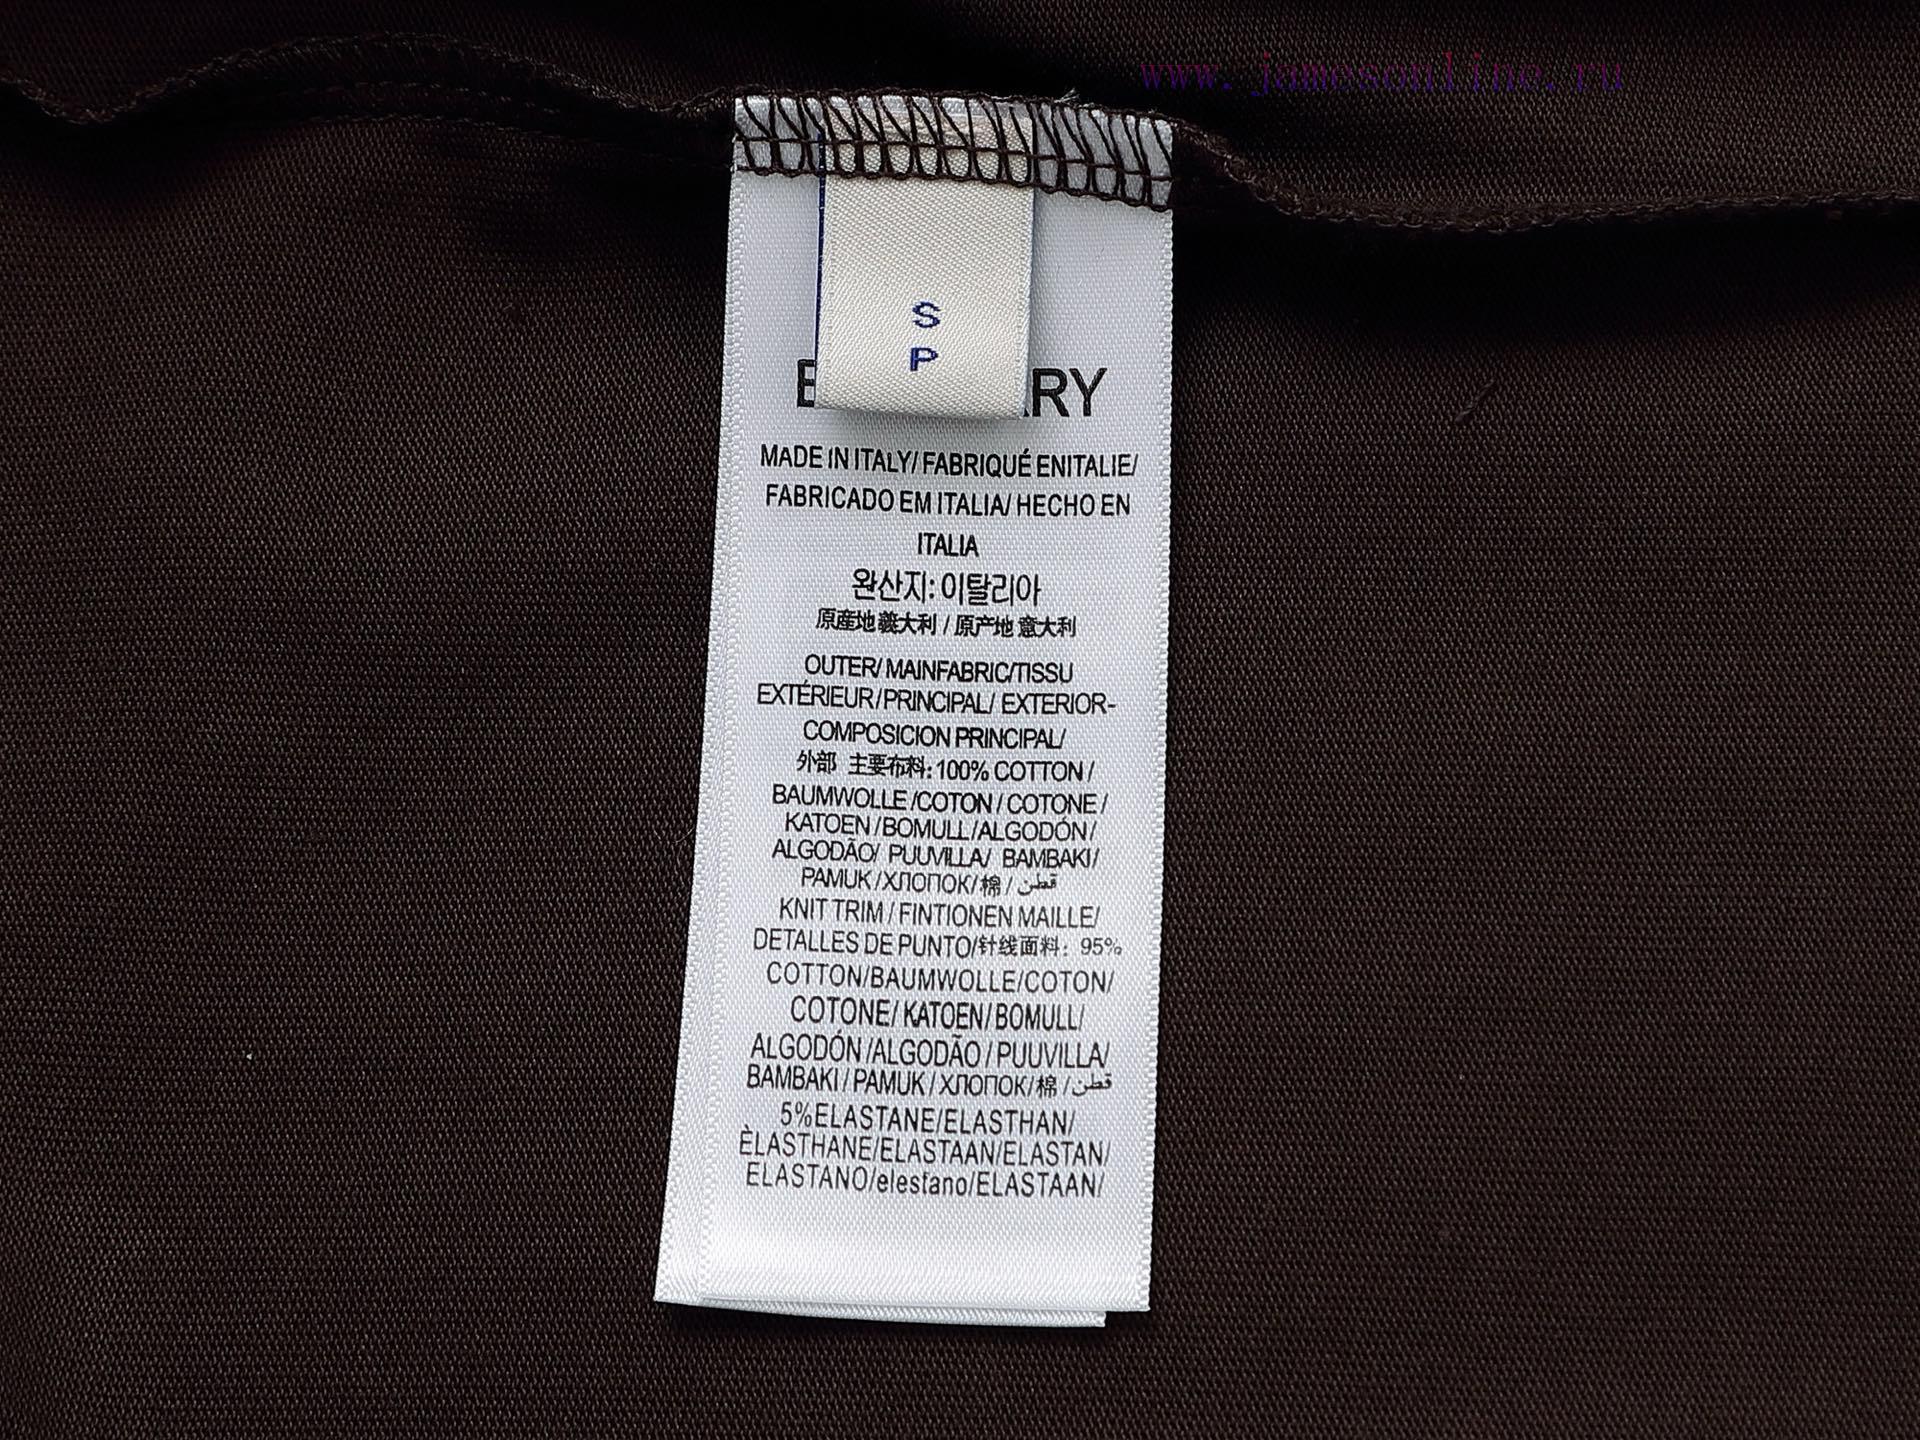 www.jamesonline.ru
S
P
RY
MADE IN ITALY/ FABRIQUÉ ENITALIE/
FABRICADO EM ITALIA/ HECHO EN
ITALIA
완산지: 이탈리아
原産地 義大利 / 原产地 意大利
OUTER/ MAINFABRIC/TISSU
EXTÉRIEUR/PRINCIPAL/ EXTERIOR-
COMPOSICION PRINCIPAL/
外部 主要布料: 100% COTTON /
BAUMWOLLE /COTON / COTONE /
KATOEN /BOMULL/ALGODÓN/
ALGODÃO/ PUUVILLA/ BAMBAKI/
PAMUK /ХЛОПОК/棉 / قطن
KNIT TRIM / FINTIONEN MAILLE/
DETALLES DE PUNTO/针线面料: 95%
COTTON/BAUMWOLLE/COTON/
COTONE/ KATOEN/BOMULL/
ALGODÓN /ALGODÃO / PUUVILLA/
BAMBAKI / PAMUK / ХЛОПОК/棉 / قطن
5%ELASTANE/ELASTHAN/
ÈLASTHANE/ELASTAAN/ELASTAN/
ELASTANO/elestano/ELASTAAN/